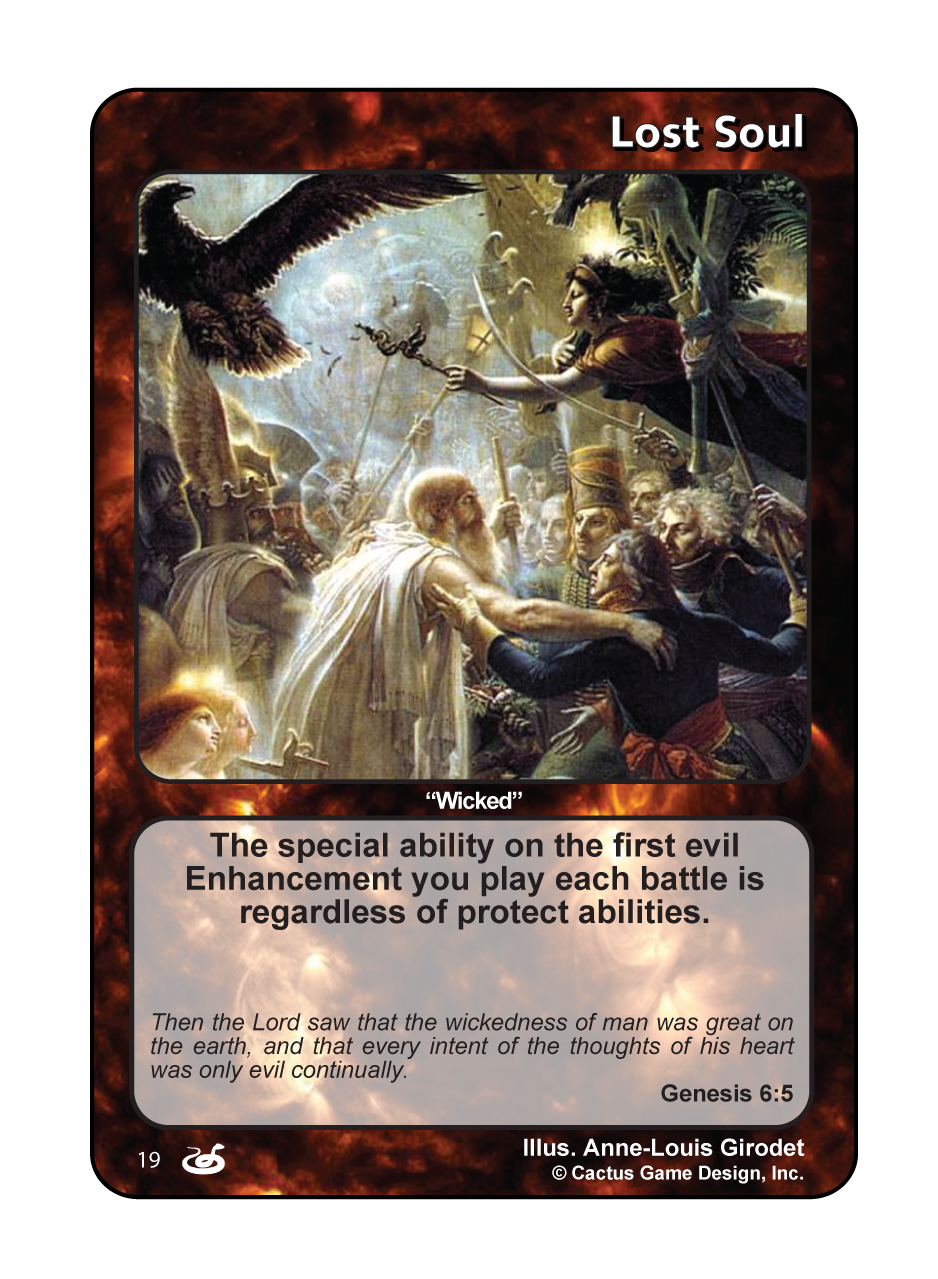 Lost Soul
“Wicked”
The special ability on the first evil
Enhancement you play each battle is
regardless of protect abilities.
Then the Lord saw that the wickedness of man was great on
the earth, and that every intent of the thoughts of his heart
was only evil continually.
Genesis 6:5
19
Illus. Anne-Louis Girodet
© Cactus Game Design, Inc.